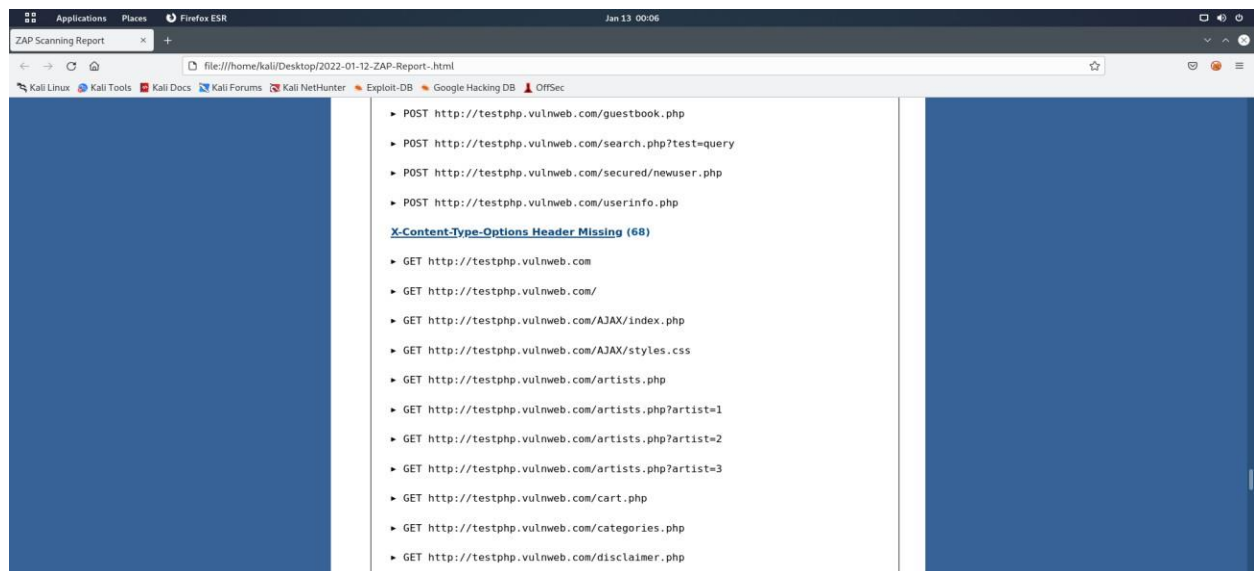 Applications Places Firefox ESR Jan 13 00:06
ZAP Scanning Report × +
file:///home/kali/Desktop/2022-01-12-ZAP-Report-.html
Kali Linux Kali Tools Kali Docs Kali Forums Kali NetHunter Exploit-DB Google Hacking DB OffSec
POST http://testphp.vulnweb.com/guestbook.php
POST http://testphp.vulnweb.com/search.php?test=query
POST http://testphp.vulnweb.com/secured/newuser.php
POST http://testphp.vulnweb.com/userinfo.php
X-Content-Type-Options Header Missing (68)
GET http://testphp.vulnweb.com
GET http://testphp.vulnweb.com/
GET http://testphp.vulnweb.com/AJAX/index.php
GET http://testphp.vulnweb.com/AJAX/styles.css
GET http://testphp.vulnweb.com/artists.php
GET http://testphp.vulnweb.com/artists.php?artist=1
GET http://testphp.vulnweb.com/artists.php?artist=2
GET http://testphp.vulnweb.com/artists.php?artist=3
GET http://testphp.vulnweb.com/cart.php
GET http://testphp.vulnweb.com/categories.php
GET http://testphp.vulnweb.com/disclaimer.php